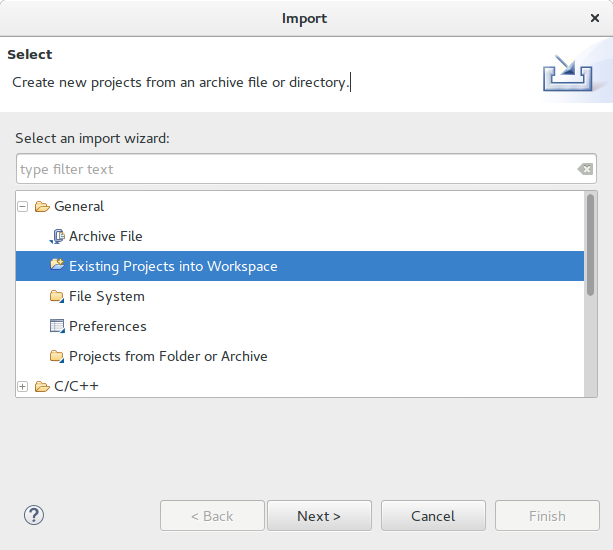 Import
Select
Create new projects from an archive file or directory.
Select an import wizard:
type filter text
General
Archive File
Existing Projects into Workspace
File System
Preferences
Projects from Folder or Archive
C/C++
< Back Next > Cancel Finish